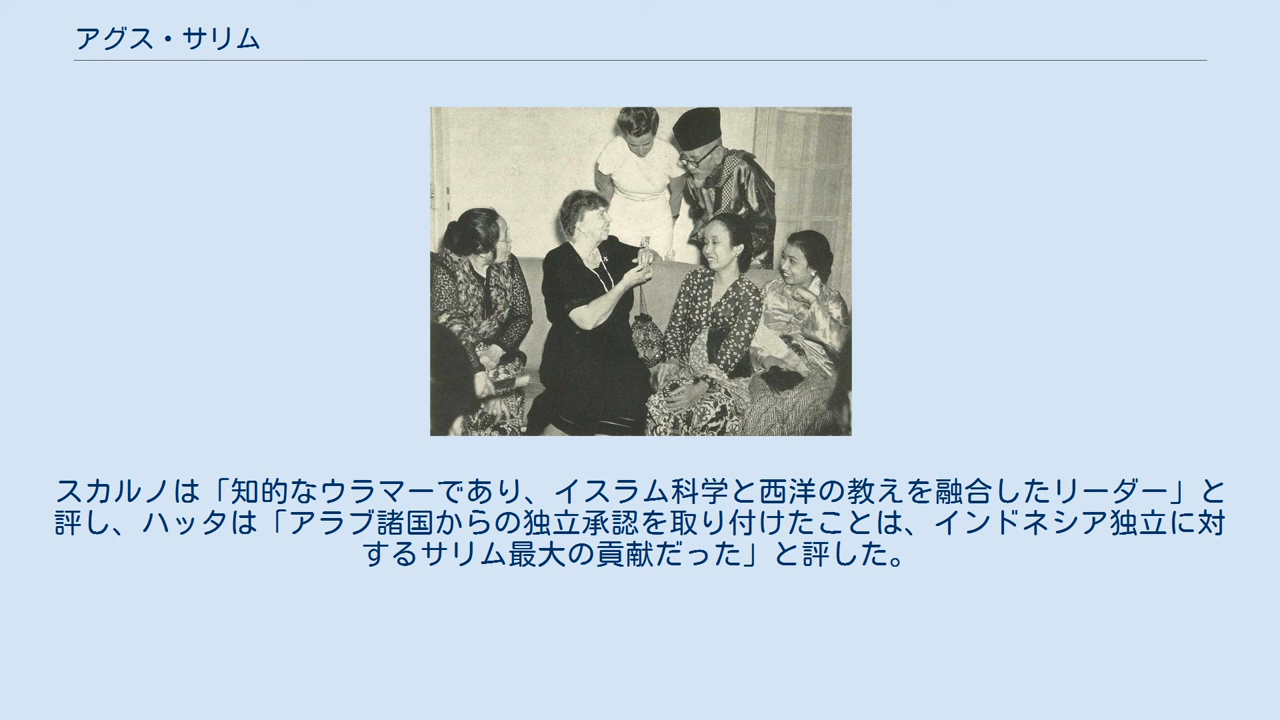 アグス・サリム
スカルノは「知的なウラマーであり、イスラム科学と西洋の教えを融合したリーダー」と
評し、ハッタは「アラブ諸国からの独立承認を取り付けたことは、インドネシア独立に対
するサリム最大の貢献だった」と評した。